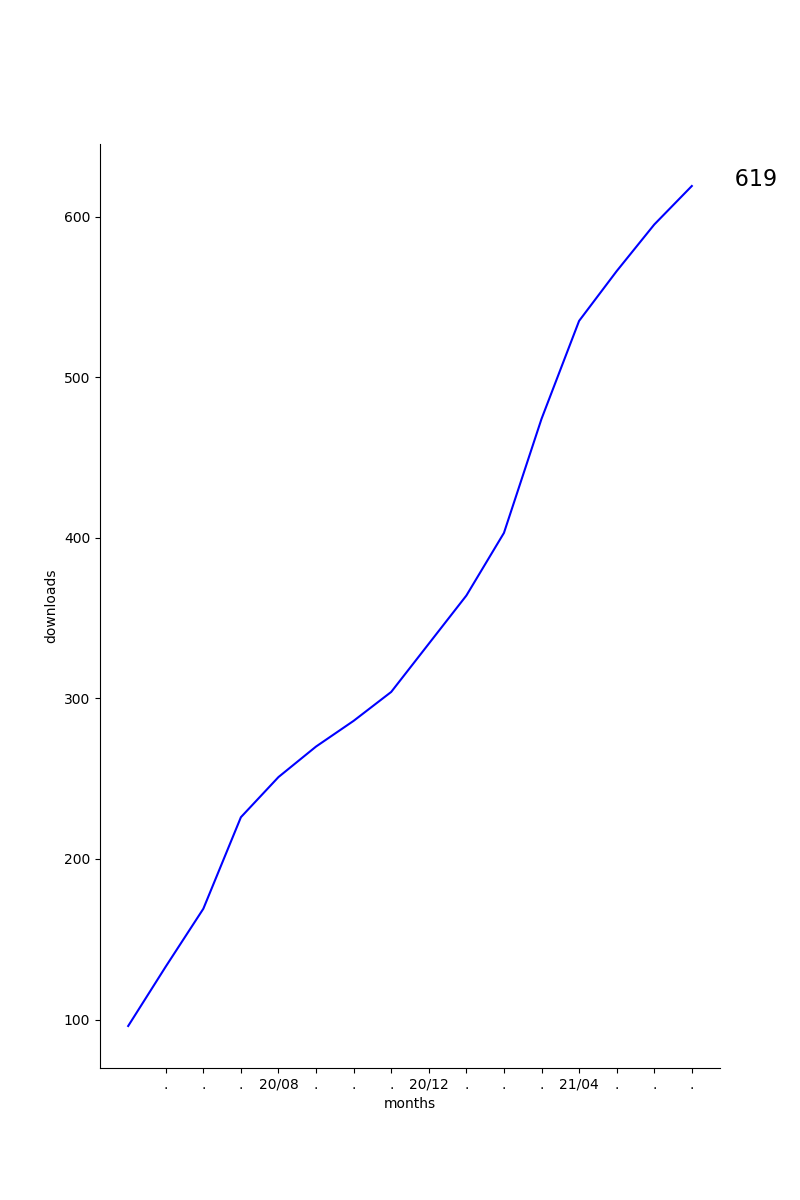 619
600
500
400
300
200
100
downloads
. . . 20/08 . . . 20/12 . . . 21/04 . . .
months